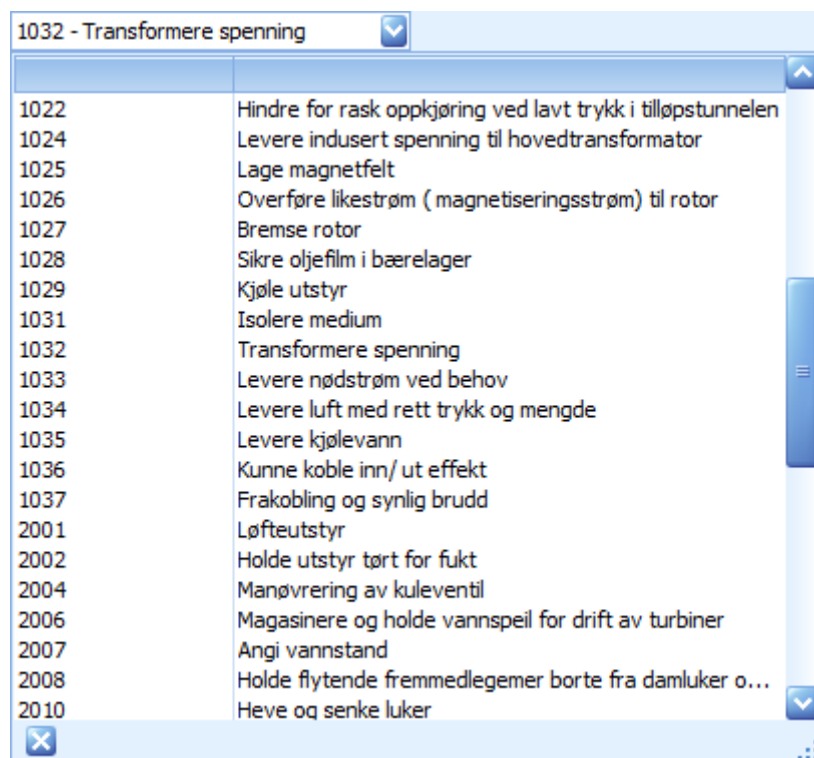 1032 - Transformere spenning
1022 Hindre for rask oppkjøring ved lavt trykk i tilløpstunnelen
1024 Levere indusert spenning til hovedtransformator
1025 Lage magnetfelt
1026 Overføre likestrøm ( magnetiseringsstrøm) til rotor
1027 Bremse rotor
1028 Sikre oljefilm i bærelager
1029 Kjøle utstyr
1031 Isolere medium
1032 Transformere spenning
1033 Levere nødstrøm ved behov
1034 Levere luft med rett trykk og mengde
1035 Levere kjølevann
1036 Kunne koble inn/ ut effekt
1037 Frakobling og synlig brudd
2001 Løfteutstyr
2002 Holde utstyr tørt for fukt
2004 Manøvrering av kuleventil
2006 Magasinere og holde vannspeil for drift av turbiner
2007 Angi vannstand
2008 Holde flytende fremmedlegemer borte fra damluker o...
2010 Heve og senke luker